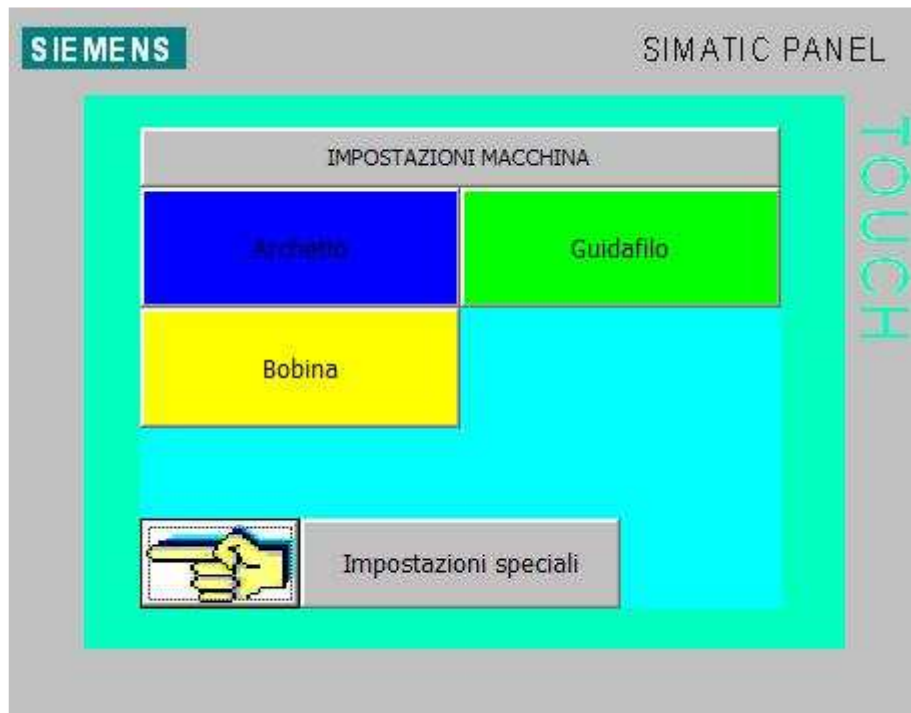 SIEMENS
SIMATIC PANEL
TOUCH
IMPOSTAZIONI MACCHINA
Archetto
Guidafilo
Bobina
Impostazioni speciali